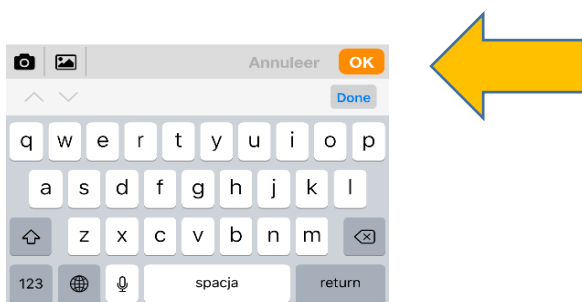 Annuleer OK
Done
q w e r t y u i o p
a s d f g h j k l
z x c v b n m
123 spacja return